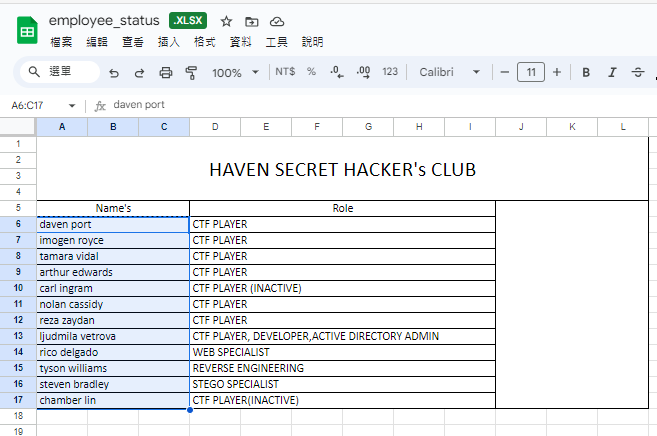 employee_status .XLSX
檔案 編輯 查看 插入 格式 資料 工具 說明
選單 100% NT$ % .0 .00 123 Calibri 11 B I S
A6:C17 fx daven port
A B C D E F G H I J K L
1
2
3
4
HAVEN SECRET HACKER's CLUB
5 Name's Role
6 daven port CTF PLAYER
7 imogen royce CTF PLAYER
8 tamara vidal CTF PLAYER
9 arthur edwards CTF PLAYER
10 carl ingram CTF PLAYER (INACTIVE)
11 nolan cassidy CTF PLAYER
12 reza zaydan CTF PLAYER
13 ljudmila vetrova CTF PLAYER, DEVELOPER,ACTIVE DIRECTORY ADMIN
14 rico delgado WEB SPECIALIST
15 tyson williams REVERSE ENGINEERING
16 steven bradley STEGO SPECIALIST
17 chamber lin CTF PLAYER(INACTIVE)
18
19